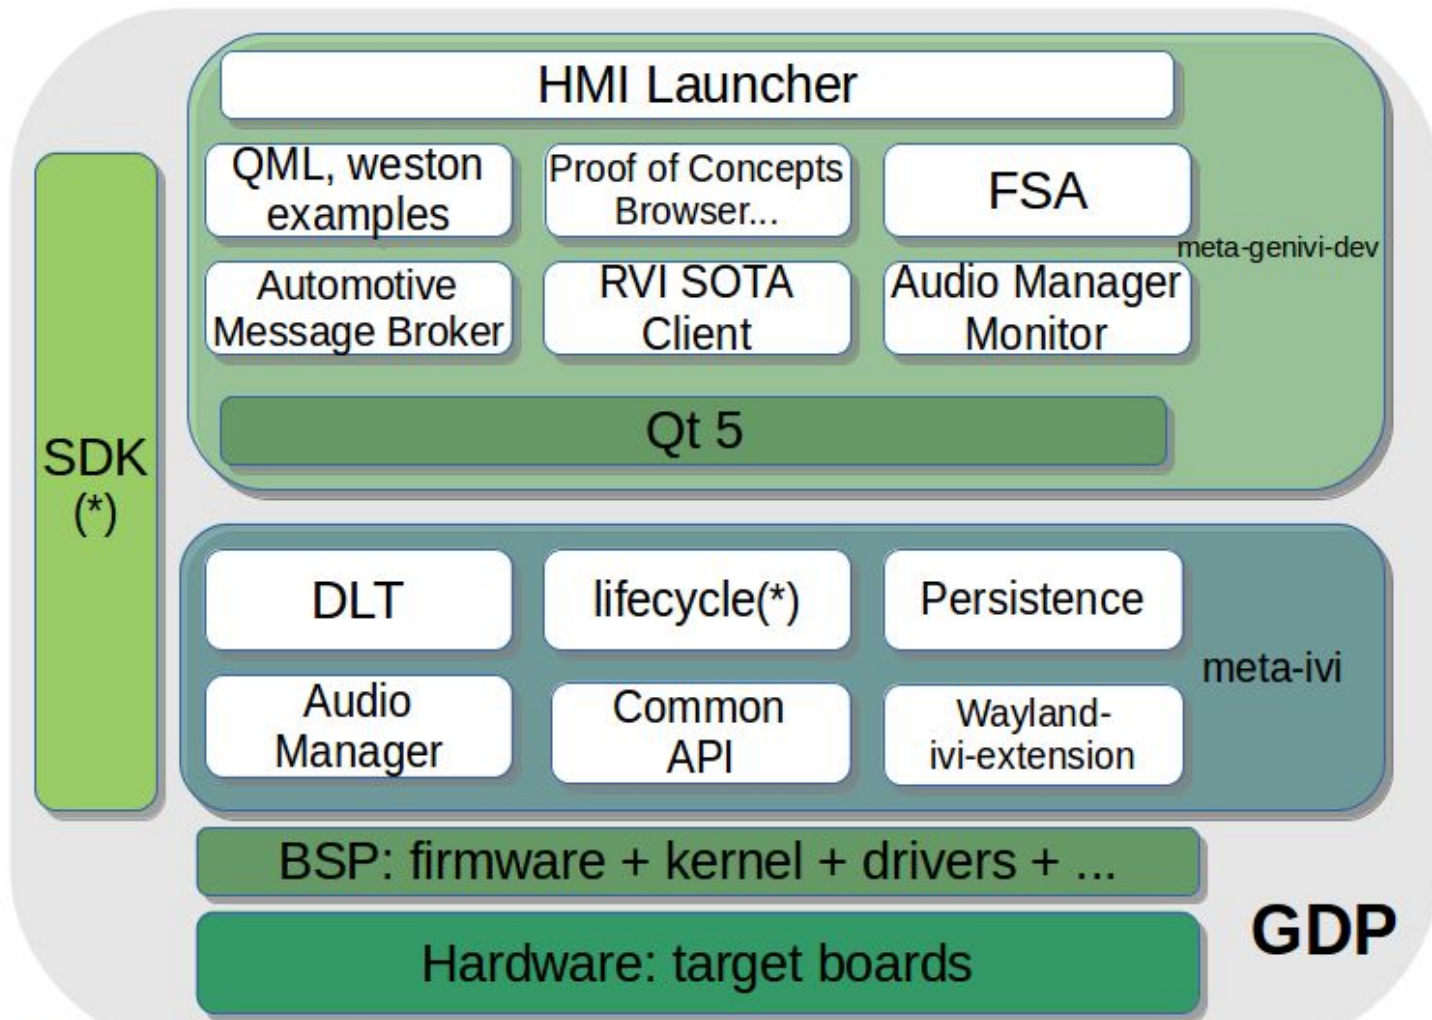 HMI Launcher
QML, weston
examples
Proof of Concepts
Browser...
FSA
meta-genivi-dev
Automotive
Message Broker
RVI SOTA
Client
Audio Manager
Monitor
Qt 5
SDK
(*)
DLT
lifecycle(*)
Persistence
meta-ivi
Audio
Manager
Common
API
Wayland-
ivi-extension
BSP: firmware + kernel + drivers + ...
GDP
Hardware: target boards